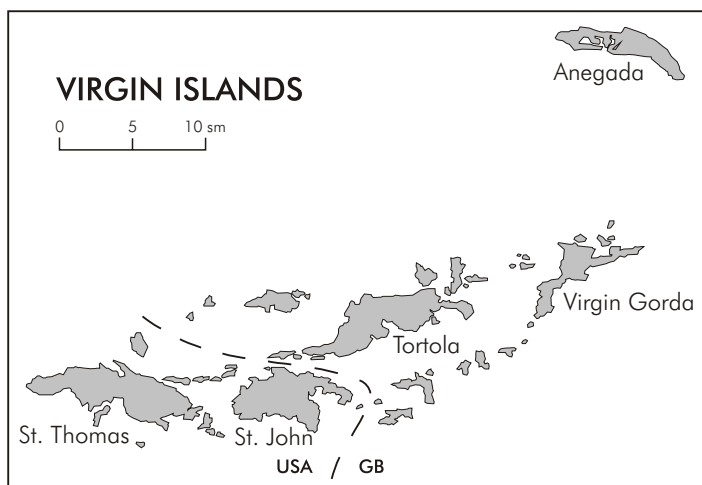 Anegada
VIRGIN ISLANDS
0 5 10 sm
Virgin Gorda
Tortola
St. Thomas
St. John
USA / GB